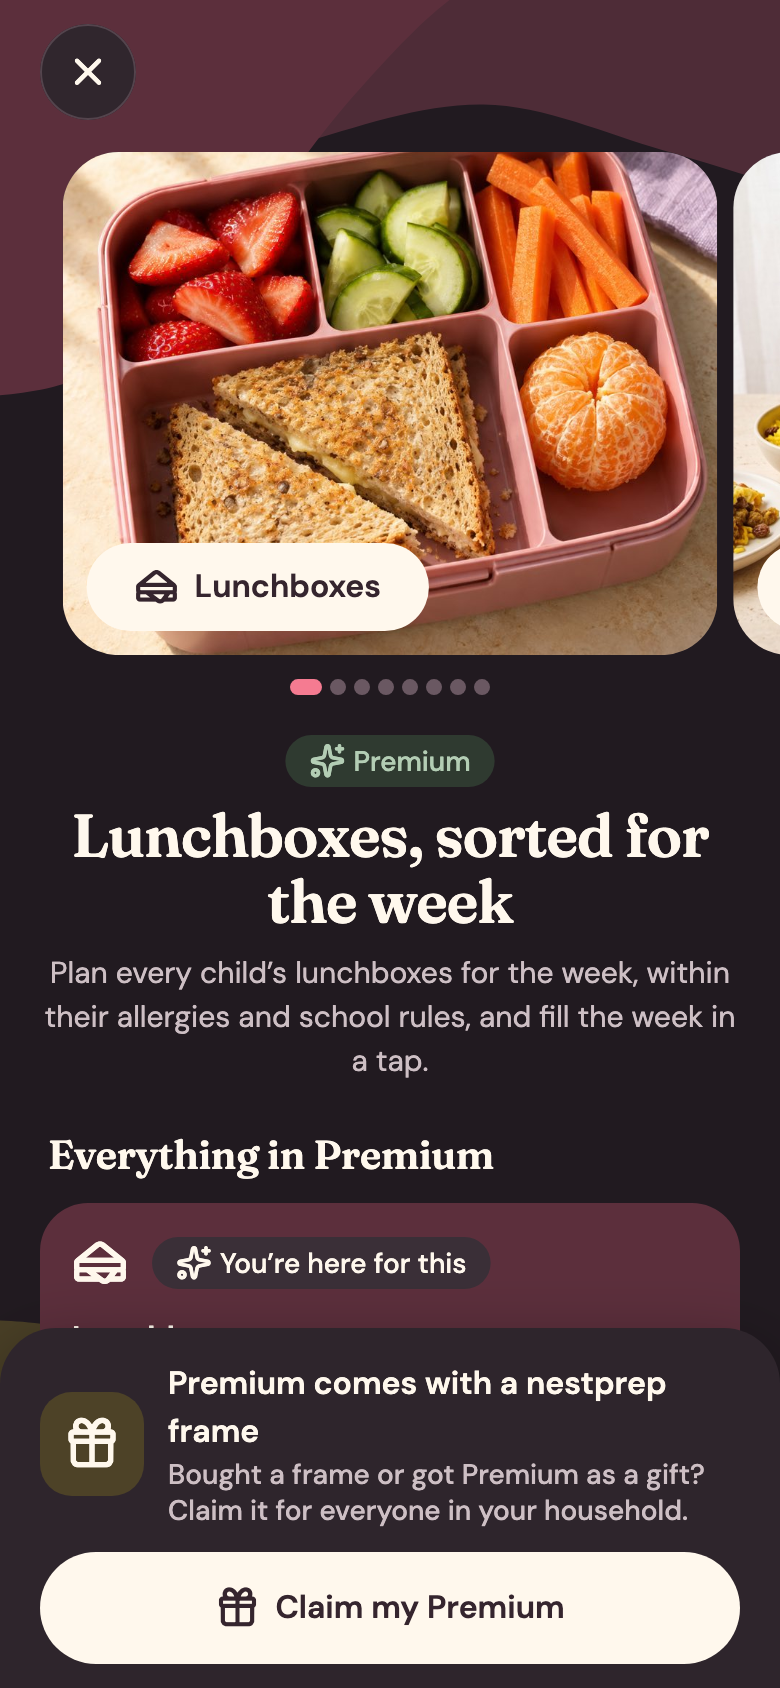 Lunchboxes
Premium
Lunchboxes, sorted for
the week
Plan every child’s lunchboxes for the week, within
their allergies and school rules, and fill the week in
a tap.
Everything in Premium
You’re here for this
Premium comes with a nestprep
frame
Bought a frame or got Premium as a gift?
Claim it for everyone in your household.
Claim my Premium